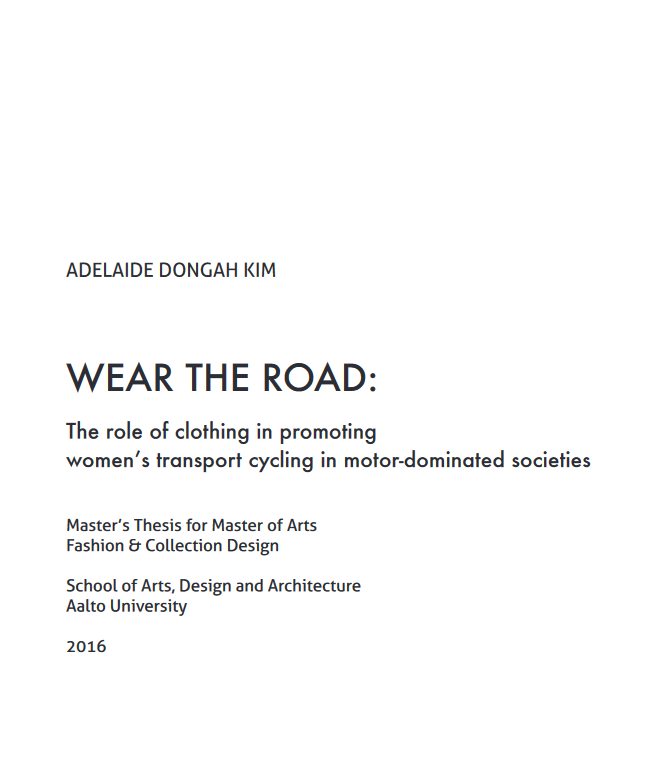 ADELAIDE DONGAH KIM
WEAR THE ROAD:
The role of clothing in promoting
women’s transport cycling in motor-dominated societies
Master’s Thesis for Master of Arts
Fashion & Collection Design
School of Arts, Design and Architecture
Aalto University
2016